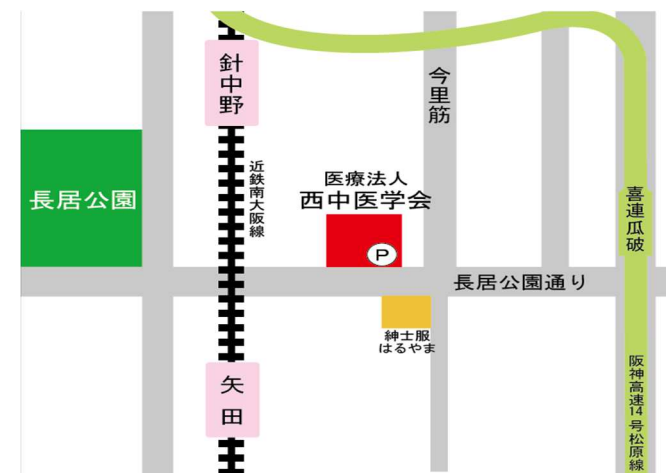 針中野
今里筋
近鉄南大阪線
医療法人
西中医学会
長居公園
喜連瓜破
P
長居公園通り
紳士服
はるやま
矢田
阪神高速14号松原線